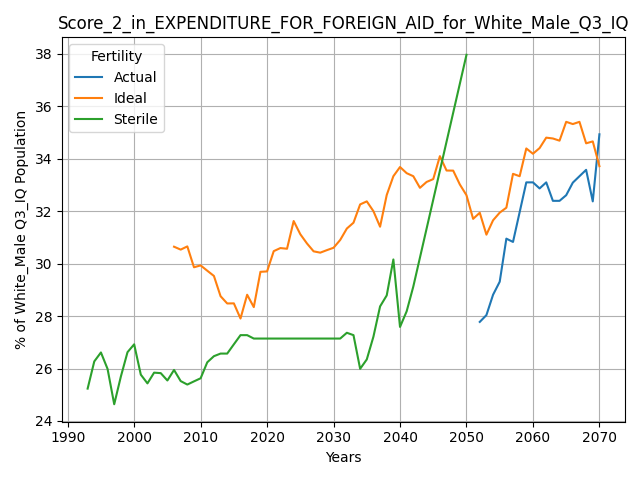 Score_2_in_EXPENDITURE_FOR_FOREIGN_AID_for_White_Male_Q3_IQ
Fertility
Actual
Ideal
Sterile
% of White_Male Q3_IQ Population
38
36
34
32
30
28
26
24
1990
2000
2010
2020
2030
2040
2050
2060
2070
Years